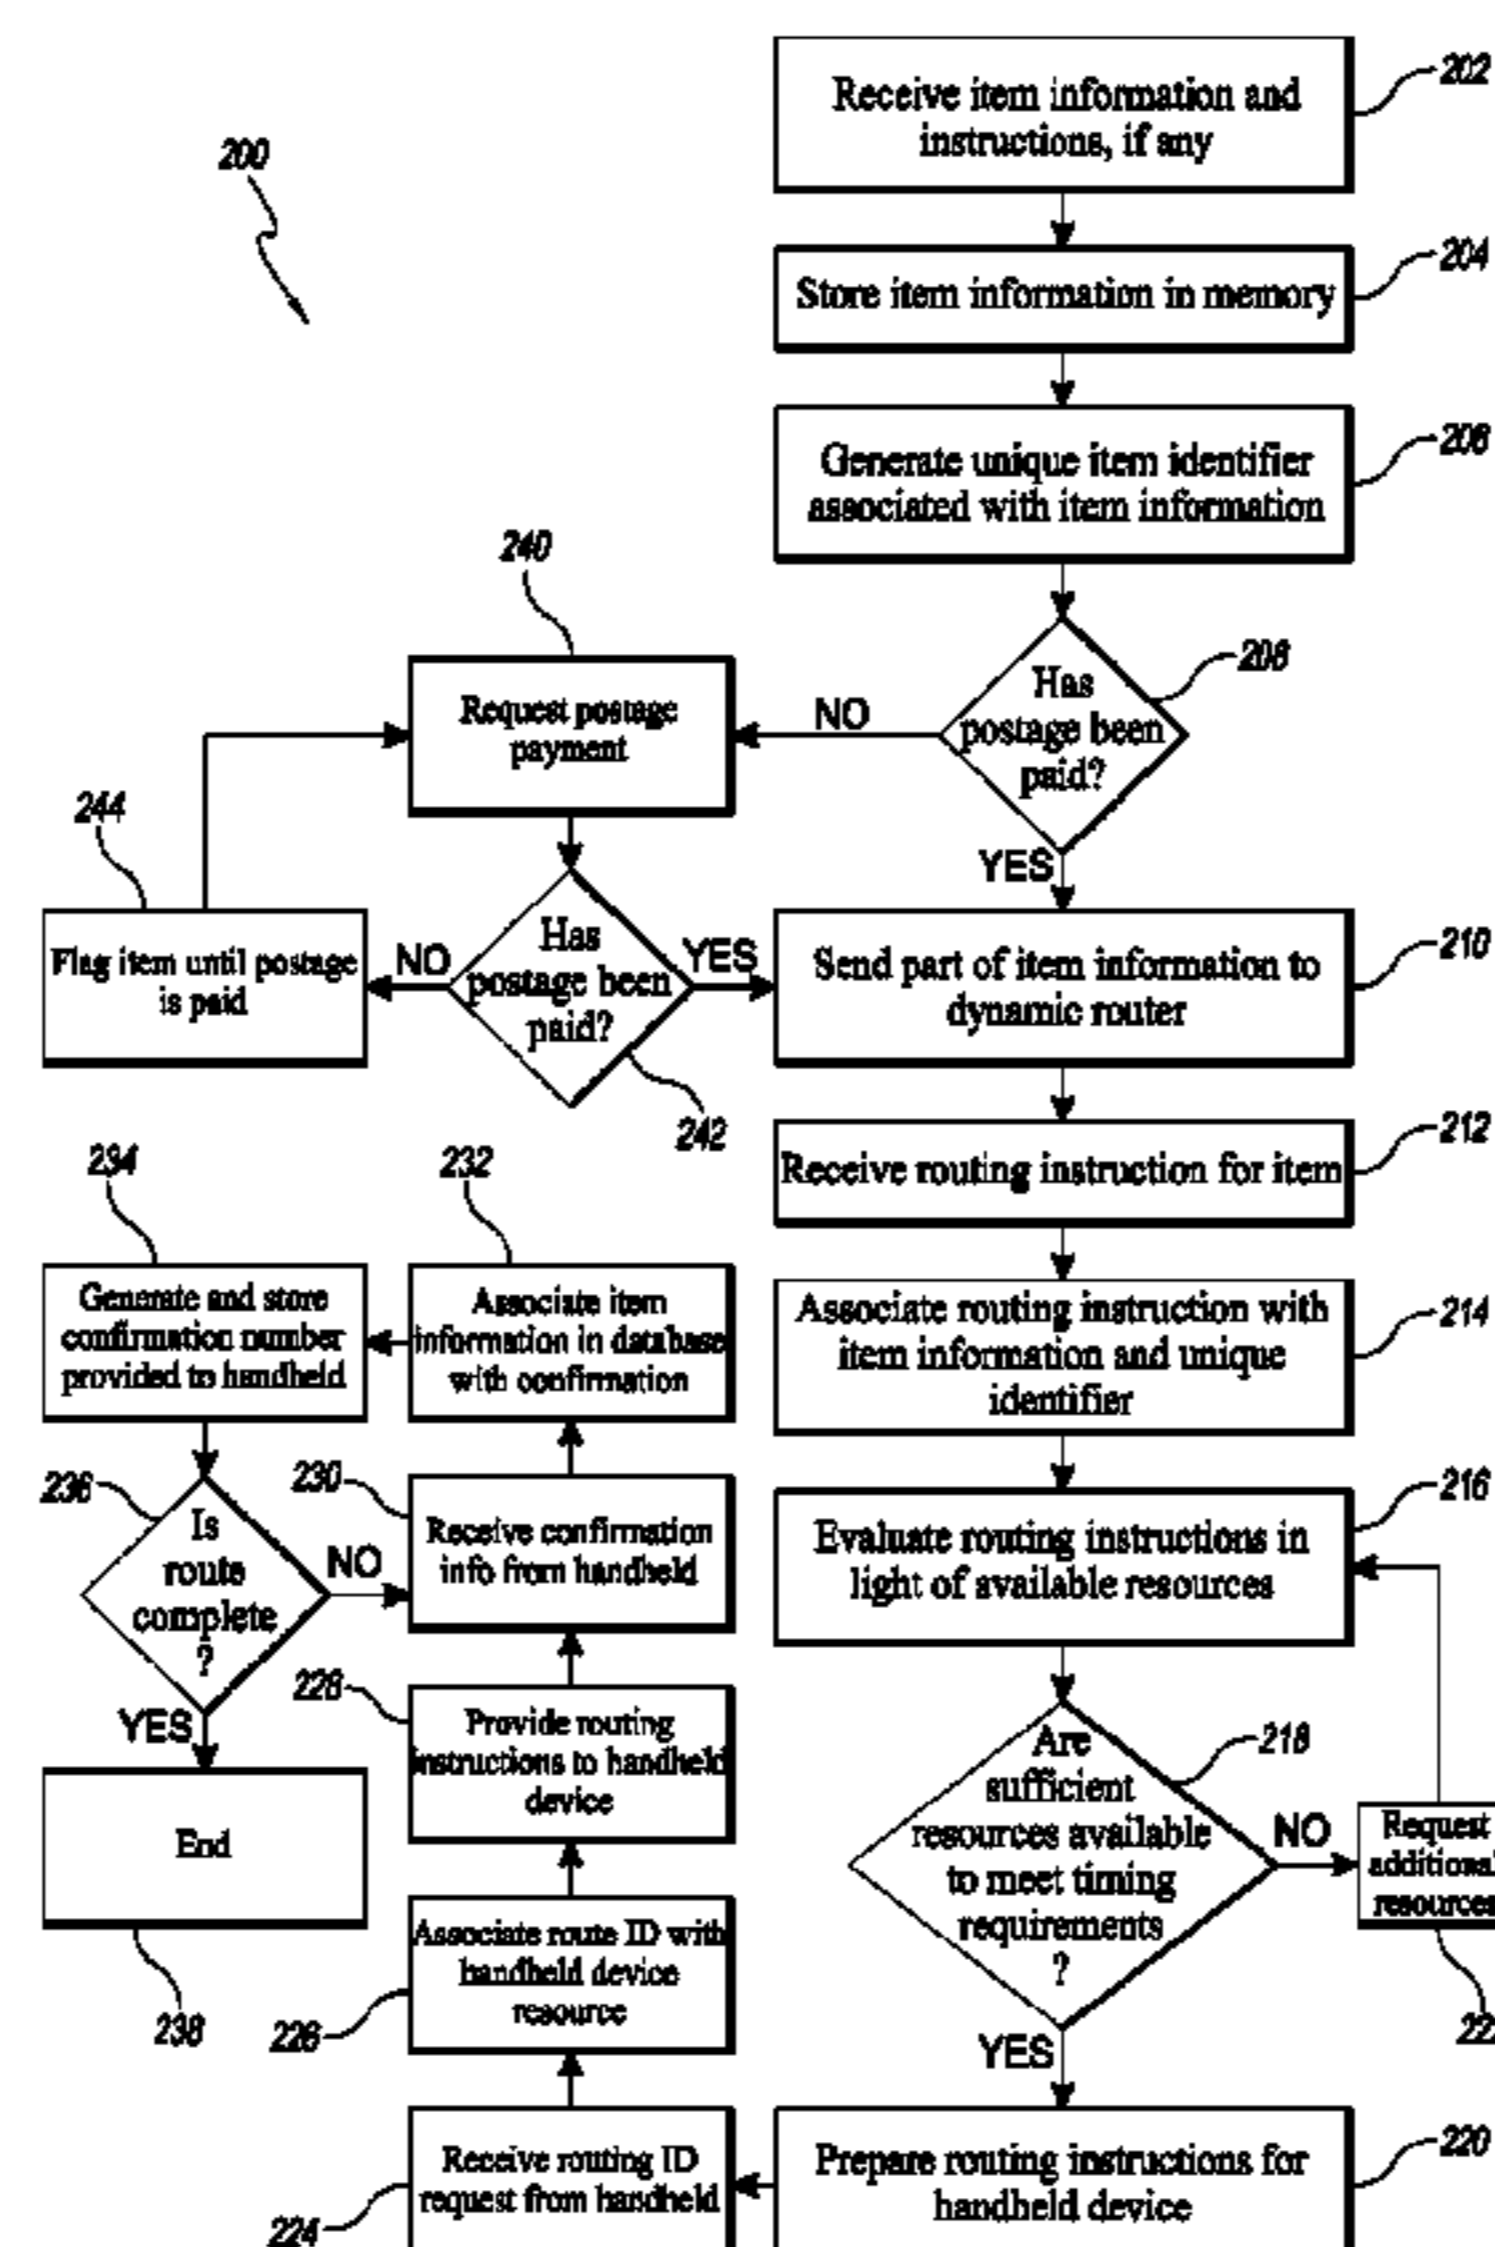 200
Receive item information and
instructions, if any
202
Store item information in memory
204
Generate unique item identifier
associated with item information
206
Has
postage been
paid?
208
NO
YES
240
Request postage
payment
244
Flag item until postage
is paid
NO
Has
postage been
paid?
YES
242
Send part of item information to
dynamic router
210
Receive routing instruction for item
212
Associate routing instruction with
item information and unique
identifier
214
Evaluate routing instructions in
light of available resources
216
Are
sufficient
resources available
to meet timing
requirements
?
218
NO
Request
additional
resources
22
YES
Prepare routing instructions for
handheld device
220
Receive routing ID
request from handheld
224
Associate route ID with
handheld device
resource
226
Provide routing
instructions to handheld
device
228
Receive confirmation
info from handheld
230
Associate item
information in database
with confirmation
232
Generate and store
confirmation number
provided to handheld
234
Is
route
complete
?
236
NO
YES
End
238